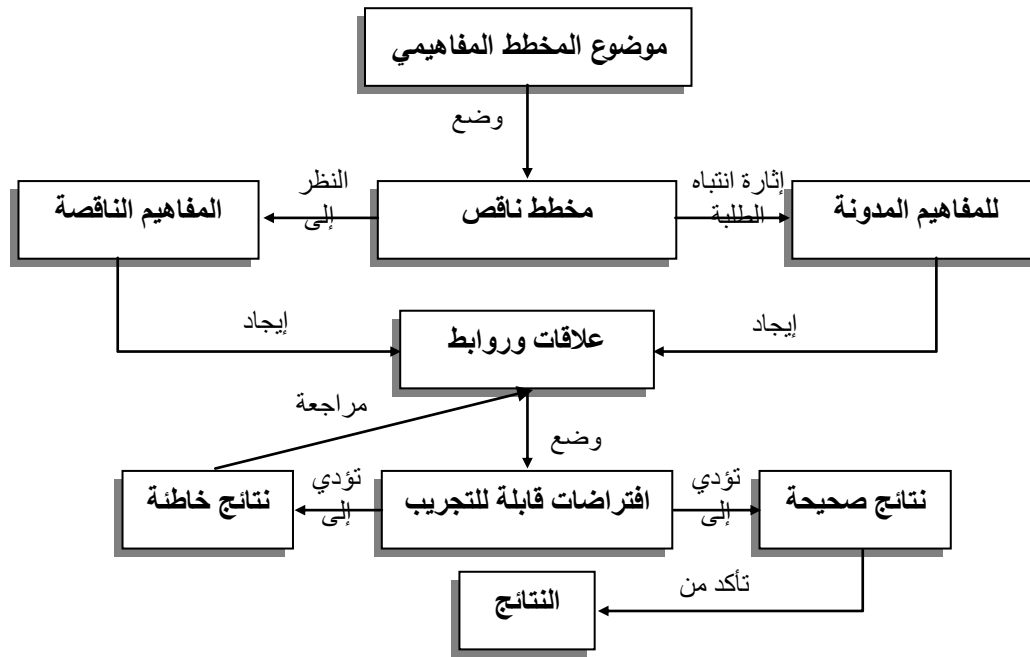 موضوع المخطط المفاهيمي
وضع
إثارة انتباه
الطلبة
النظر
إلى
للمفاهيم المدونة
مخطط ناقص
المفاهيم الناقصة
إيجاد
إيجاد
علاقات وروابط
مراجعة
وضع
تؤدي
إلى
تؤدي
إلى
نتائج صحيحة
افتراضات قابلة للتجريب
نتائج خاطئة
تأكد من
النتائج